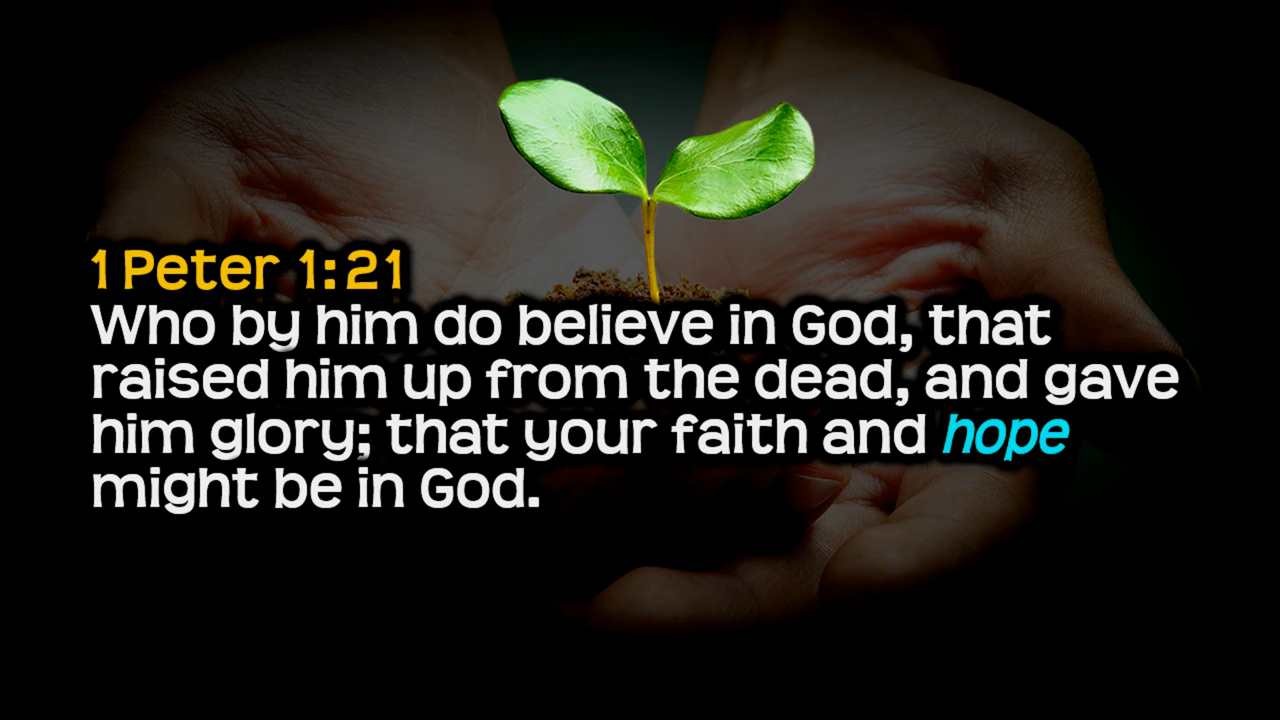 1 Peter 1:21
Who by him do believe in God, that
raised him up from the dead, and gave
him glory; that your faith and hope
might be in God.